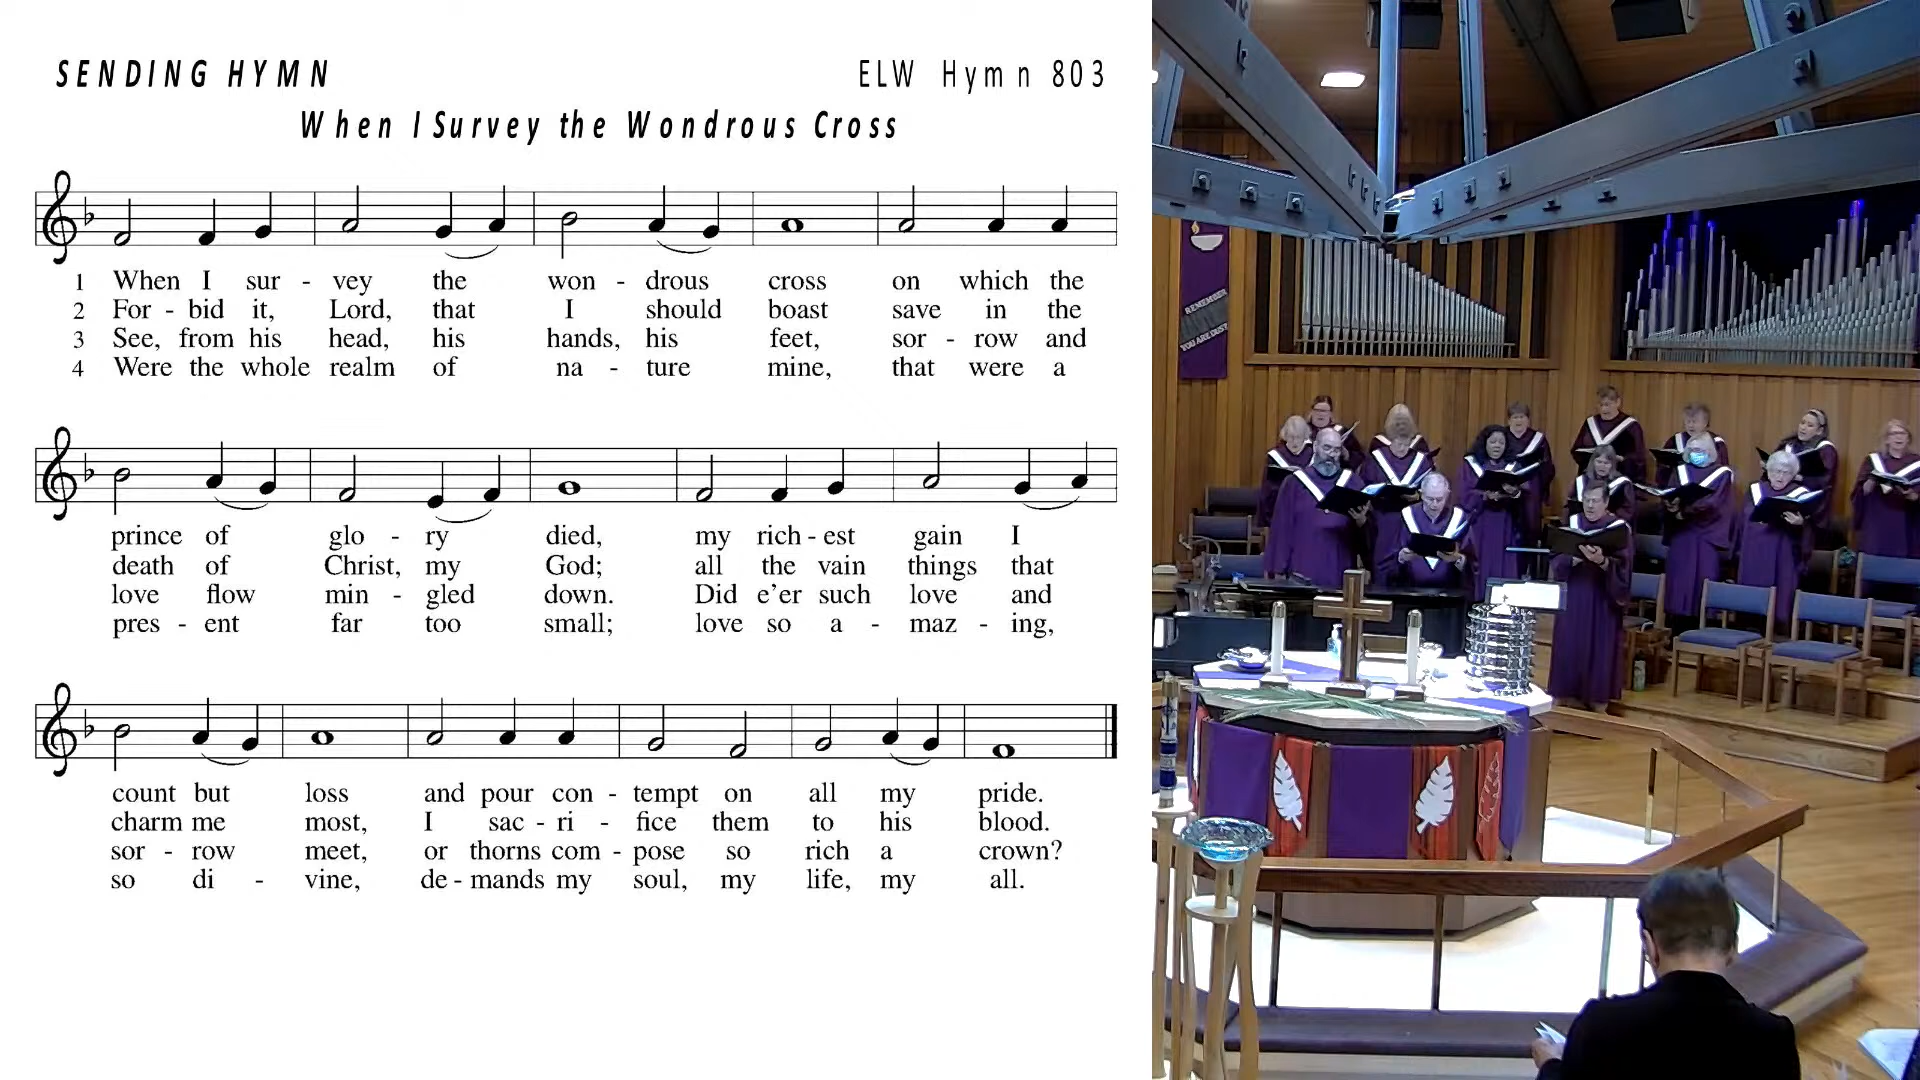 SENDING HYMN ELW Hymn 803
When I Survey the Wondrous Cross
1 When I sur - vey the won - drous cross on which the
2 For - bid it, Lord, that I should boast save in the
3 See, from his head, his hands, his feet, sor - row and
4 Were the whole realm of na - ture mine, that were a
prince of glo - ry died, my rich - est gain I
death of Christ, my God; all the vain things that
love flow min - gled down. Did e'er such love and
pres - ent far too small; love so a - maz - ing,
count but loss and pour con - tempt on all my pride.
charm me most, I sac - ri - fice them to his blood.
sor - row meet, or thorns com - pose so rich a crown?
so di - vine, de - mands my soul, my life, my all.
REMEMBER
YOU ARE DUST